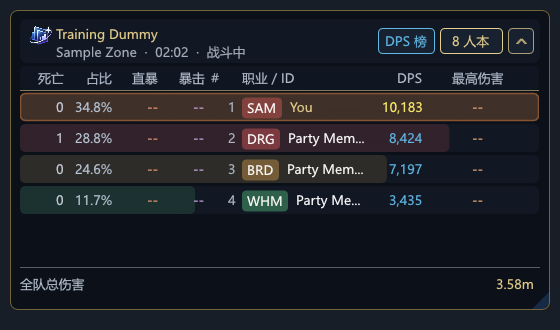 Training Dummy
Sample Zone · 02:02 · 战斗中
DPS 榜
8 人本
死亡 占比 直暴 暴击 # 职业 / ID DPS 最高伤害
0 34.8% -- -- 1 SAM You 10,183 --
1 28.8% -- -- 2 DRG Party Mem... 8,424 --
0 24.6% -- -- 3 BRD Party Mem... 7,197 --
0 11.7% -- -- 4 WHM Party Me... 3,435 --
全队总伤害 3.58m